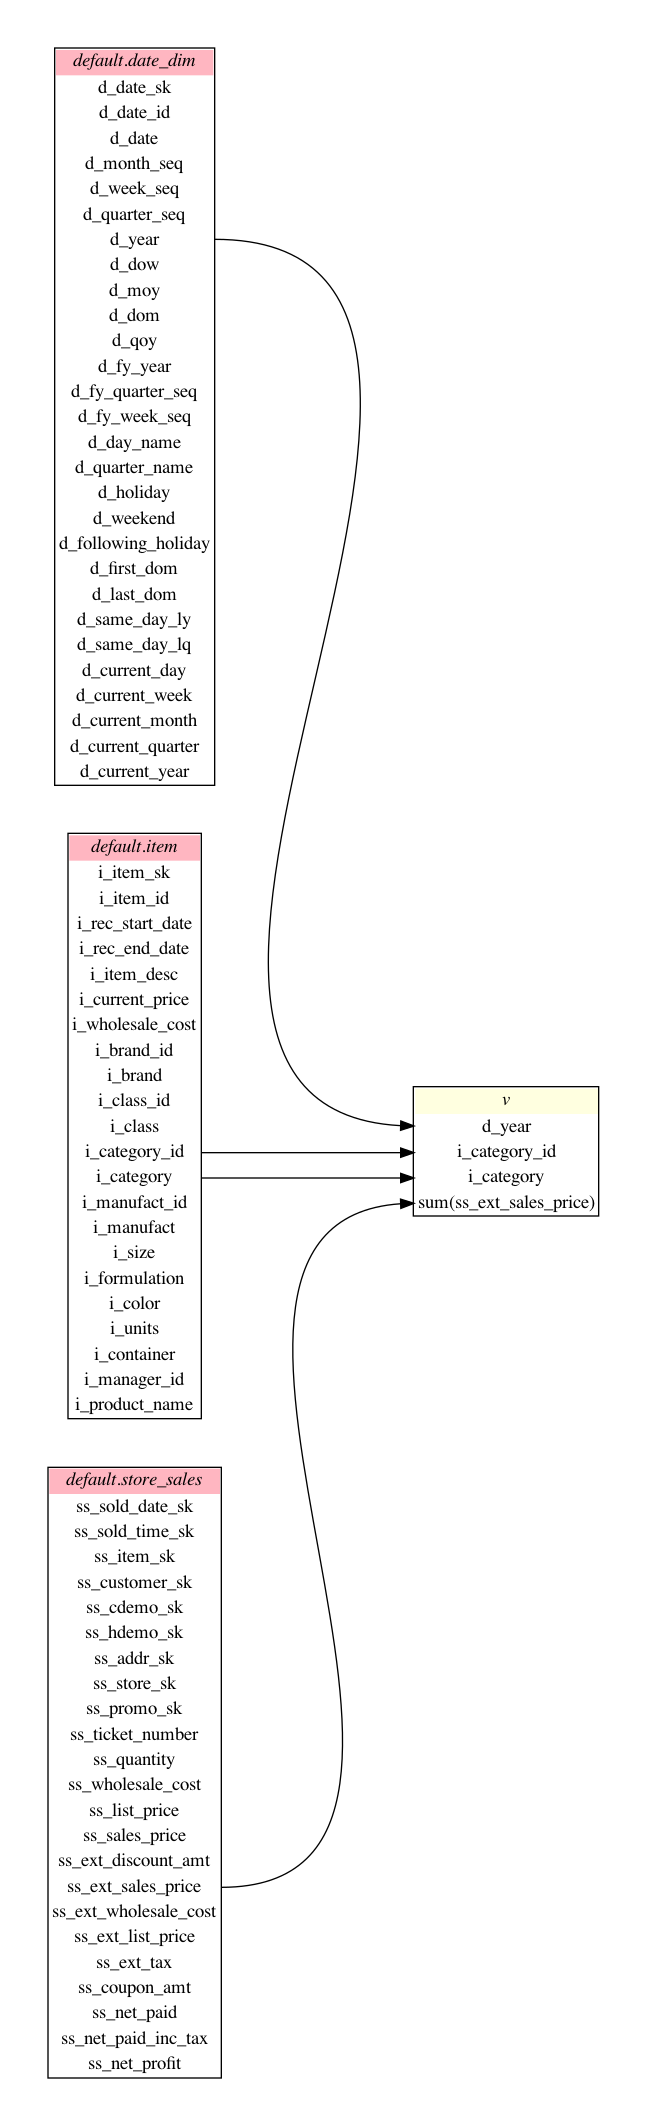 default.date_dim
d_date_sk
d_date_id
d_date
d_month_seq
d_week_seq
d_quarter_seq
d_year
d_dow
d_moy
d_dom
d_qoy
d_fy_year
d_fy_quarter_seq
d_fy_week_seq
d_day_name
d_quarter_name
d_holiday
d_weekend
d_following_holiday
d_first_dom
d_last_dom
d_same_day_ly
d_same_day_lq
d_current_day
d_current_week
d_current_month
d_current_quarter
d_current_year
default.item
i_item_sk
i_item_id
i_rec_start_date
i_rec_end_date
i_item_desc
i_current_price
i_wholesale_cost
i_brand_id
i_brand
i_class_id
i_class
i_category_id
i_category
i_manufact_id
i_manufact
i_size
i_formulation
i_color
i_units
i_container
i_manager_id
i_product_name
default.store_sales
ss_sold_date_sk
ss_sold_time_sk
ss_item_sk
ss_customer_sk
ss_cdemo_sk
ss_hdemo_sk
ss_addr_sk
ss_store_sk
ss_promo_sk
ss_ticket_number
ss_quantity
ss_wholesale_cost
ss_list_price
ss_sales_price
ss_ext_discount_amt
ss_ext_sales_price
ss_ext_wholesale_cost
ss_ext_list_price
ss_ext_tax
ss_coupon_amt
ss_net_paid
ss_net_paid_inc_tax
ss_net_profit
v
d_year
i_category_id
i_category
sum(ss_ext_sales_price)